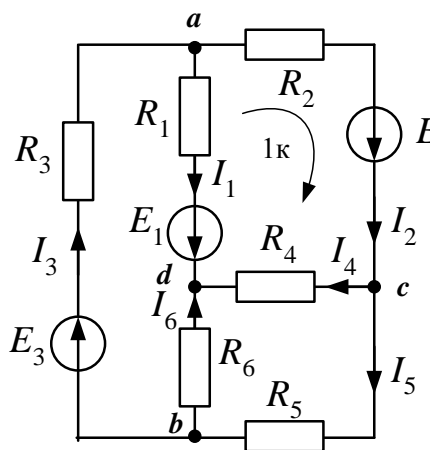 a
R₂
R₁
1к
E
R₃
I₁
E₁
R₄
I₂
I₃
d
I₄
c
I₆
E₃
R₆
I₅
R₅
b